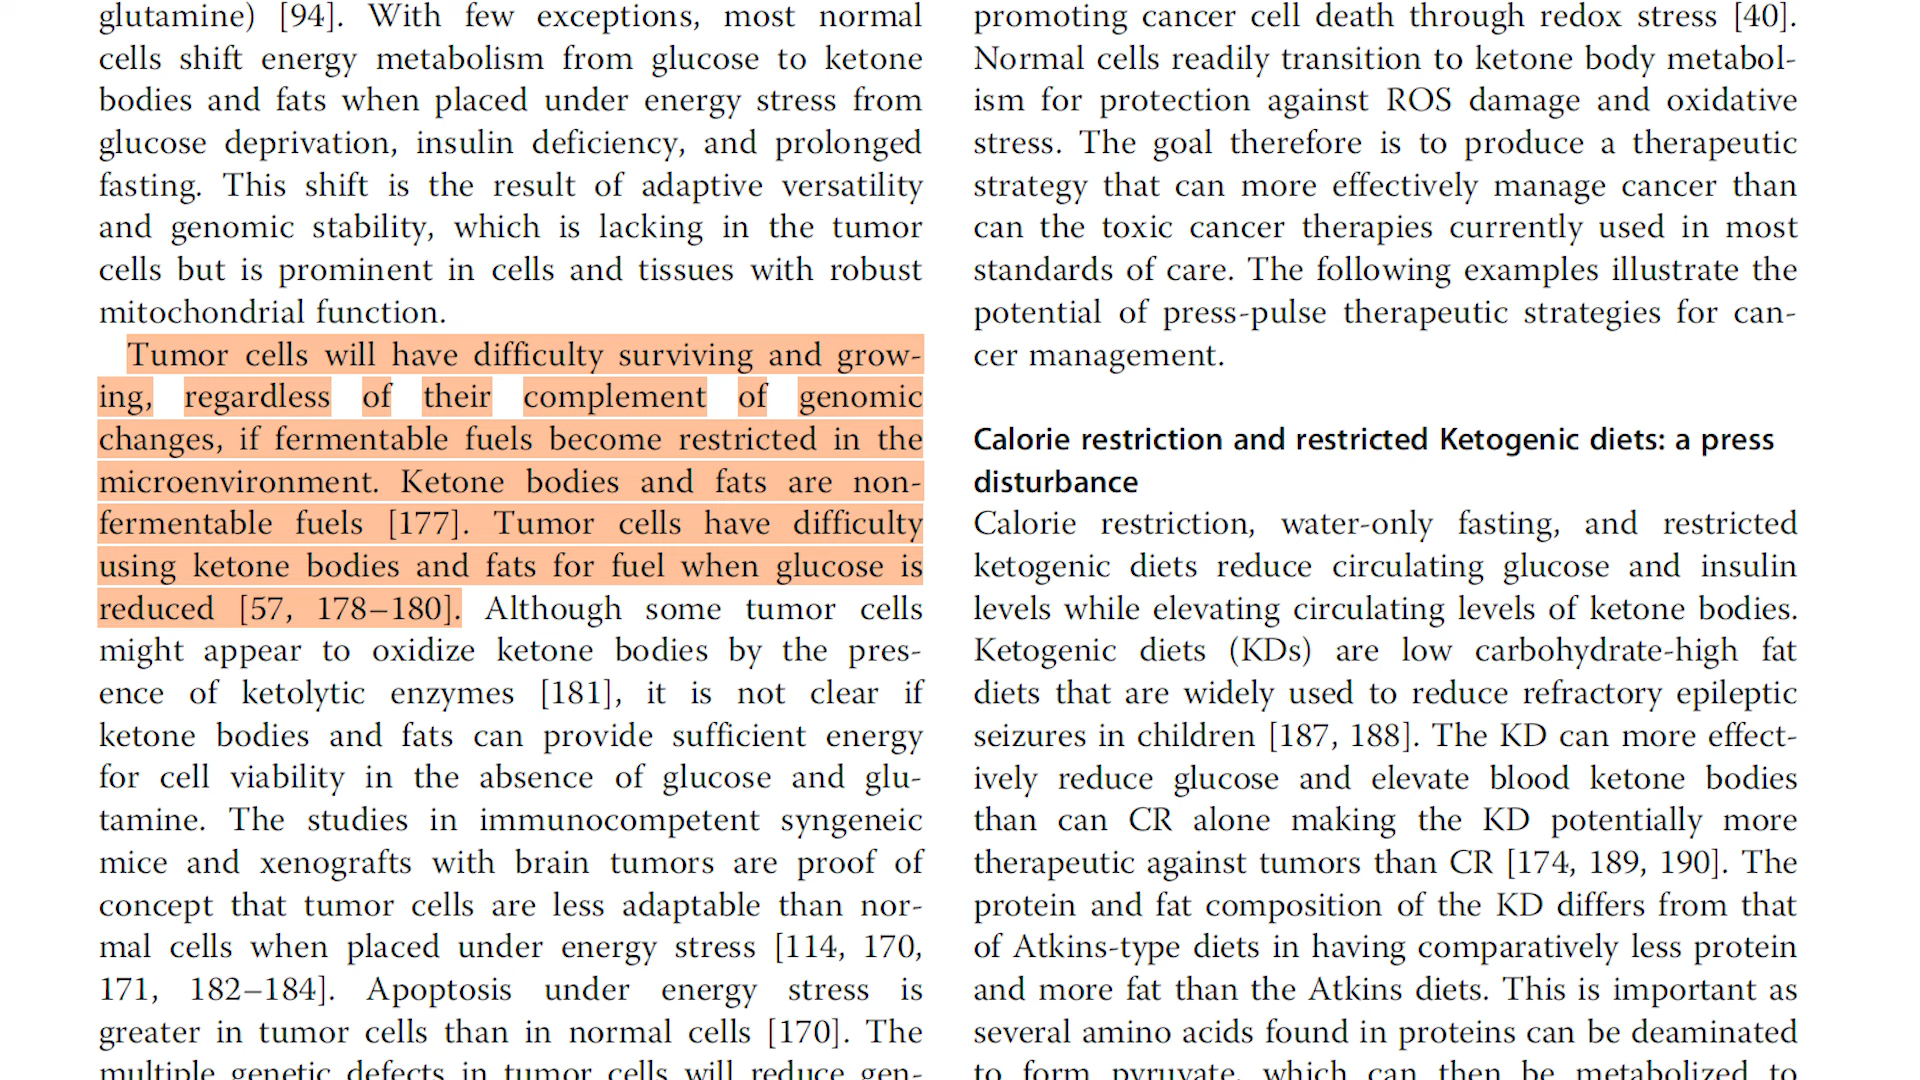 glutamine) [94]. With few exceptions, most normal
cells shift energy metabolism from glucose to ketone
bodies and fats when placed under energy stress from
glucose deprivation, insulin deficiency, and prolonged
fasting. This shift is the result of adaptive versatility
and genomic stability, which is lacking in the tumor
cells but is prominent in cells and tissues with robust
mitochondrial function.
Tumor cells will have difficulty surviving and grow-
ing, regardless of their complement of genomic
changes, if fermentable fuels become restricted in the
microenvironment. Ketone bodies and fats are non-
fermentable fuels [177]. Tumor cells have difficulty
using ketone bodies and fats for fuel when glucose is
reduced [57, 178–180]. Although some tumor cells
might appear to oxidize ketone bodies by the pres-
ence of ketolytic enzymes [181], it is not clear if
ketone bodies and fats can provide sufficient energy
for cell viability in the absence of glucose and glu-
tamine. The studies in immunocompetent syngeneic
mice and xenografts with brain tumors are proof of
concept that tumor cells are less adaptable than nor-
mal cells when placed under energy stress [114, 170,
171, 182–184]. Apoptosis under energy stress is
greater in tumor cells than in normal cells [170]. The
multiple genetic defects in tumor cells will reduce gen-
promoting cancer cell death through redox stress [40].
Normal cells readily transition to ketone body metabol-
ism for protection against ROS damage and oxidative
stress. The goal therefore is to produce a therapeutic
strategy that can more effectively manage cancer than
can the toxic cancer therapies currently used in most
standards of care. The following examples illustrate the
potential of press-pulse therapeutic strategies for can-
cer management.
Calorie restriction and restricted Ketogenic diets: a press
disturbance
Calorie restriction, water-only fasting, and restricted
ketogenic diets reduce circulating glucose and insulin
levels while elevating circulating levels of ketone bodies.
Ketogenic diets (KDs) are low carbohydrate-high fat
diets that are widely used to reduce refractory epileptic
seizures in children [187, 188]. The KD can more effect-
ively reduce glucose and elevate blood ketone bodies
than can CR alone making the KD potentially more
therapeutic against tumors than CR [174, 189, 190]. The
protein and fat composition of the KD differs from that
of Atkins-type diets in having comparatively less protein
and more fat than the Atkins diets. This is important as
several amino acids found in proteins can be deaminated
to form pyruvate, which can then be metabolized to